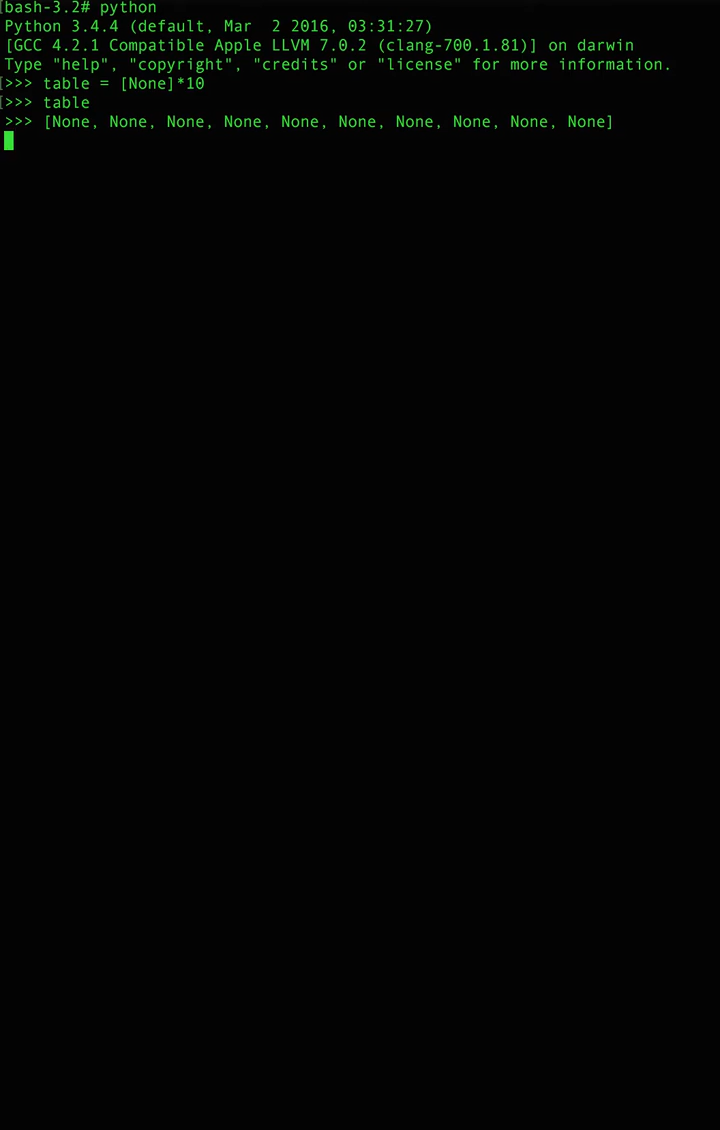 [bash-3.2# python
Python 3.4.4 (default, Mar  2 2016, 03:31:27)
[GCC 4.2.1 Compatible Apple LLVM 7.0.2 (clang-700.1.81)] on darwin
Type "help", "copyright", "credits" or "license" for more information.
[>>> table = [None]*10
[>>> table
>>> [None, None, None, None, None, None, None, None, None, None]